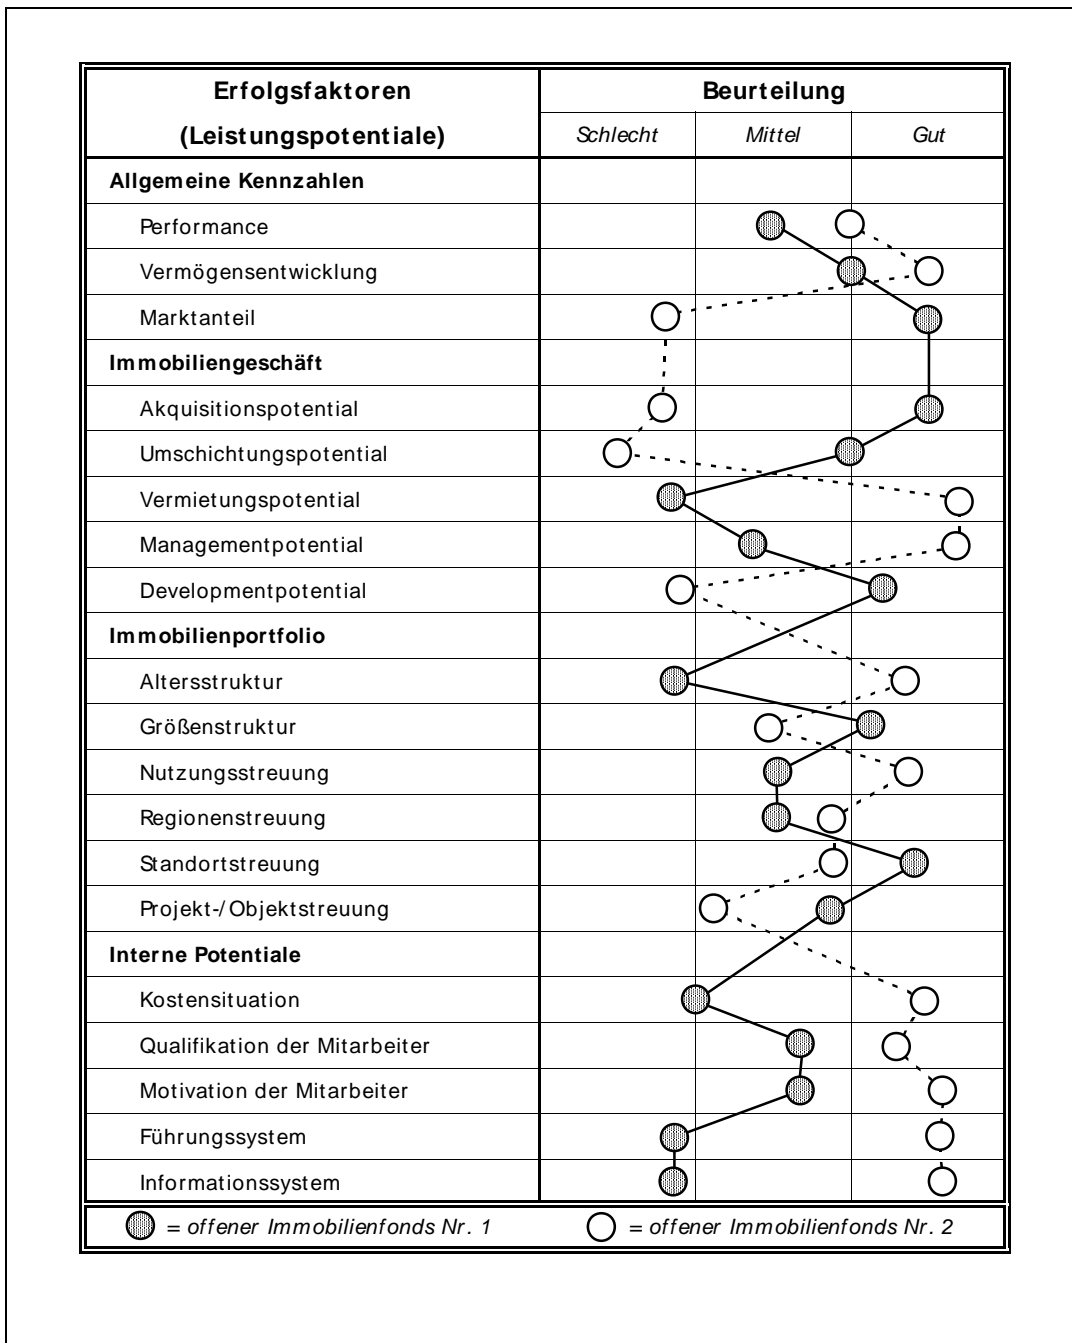 Erfolgsfaktoren
(Leistungspotentiale)
Beurteilung
Schlecht Mittel Gut
Allgemeine Kennzahlen
Performance
Vermögensentwicklung
Marktanteil
Immobiliengeschäft
Akquisitionspotential
Umschichtungspotential
Vermietungspotential
Managementpotential
Developmentpotential
Immobilienportfolio
Altersstruktur
Größenstruktur
Nutzungsstreuung
Regionenstreuung
Standortstreuung
Projekt-/Objektstreuung
Interne Potentiale
Kostensituation
Qualifikation der Mitarbeiter
Motivation der Mitarbeiter
Führungssystem
Informationssystem
= offener Immobilienfonds Nr. 1 = offener Immobilienfonds Nr. 2